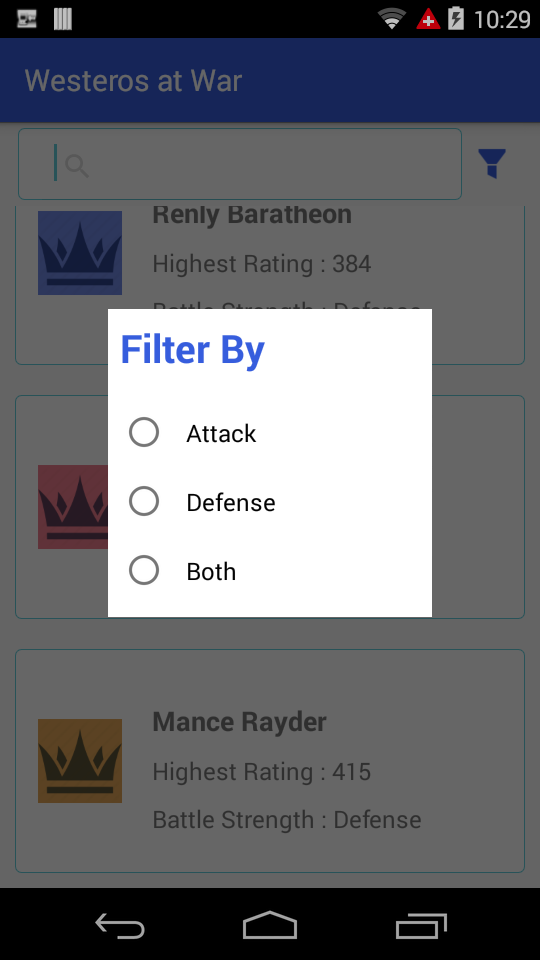 10:29
Westeros at War
Renly Baratheon
Highest Rating : 384
Battle Strength : Defense
Filter By
Attack
Defense
Both
Mance Rayder
Highest Rating : 415
Battle Strength : Defense